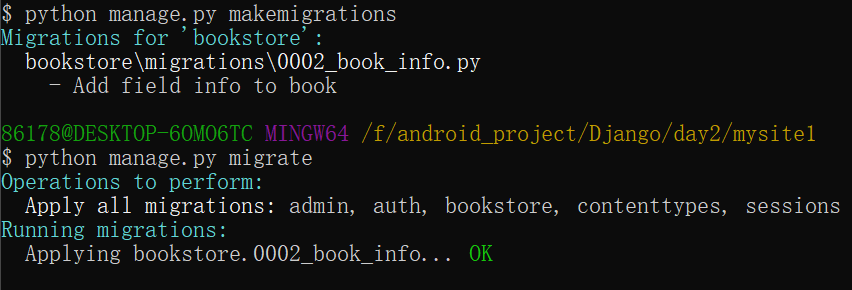 $ python manage.py makemigrations
Migrations for 'bookstore':
  bookstore\migrations\0002_book_info.py
    - Add field info to book
86178@DESKTOP-6OMO6TC MINGW64 /f/android_project/Django/day2/mysite1
$ python manage.py migrate
Operations to perform:
  Apply all migrations: admin, auth, bookstore, contenttypes, sessions
Running migrations:
  Applying bookstore.0002_book_info... OK